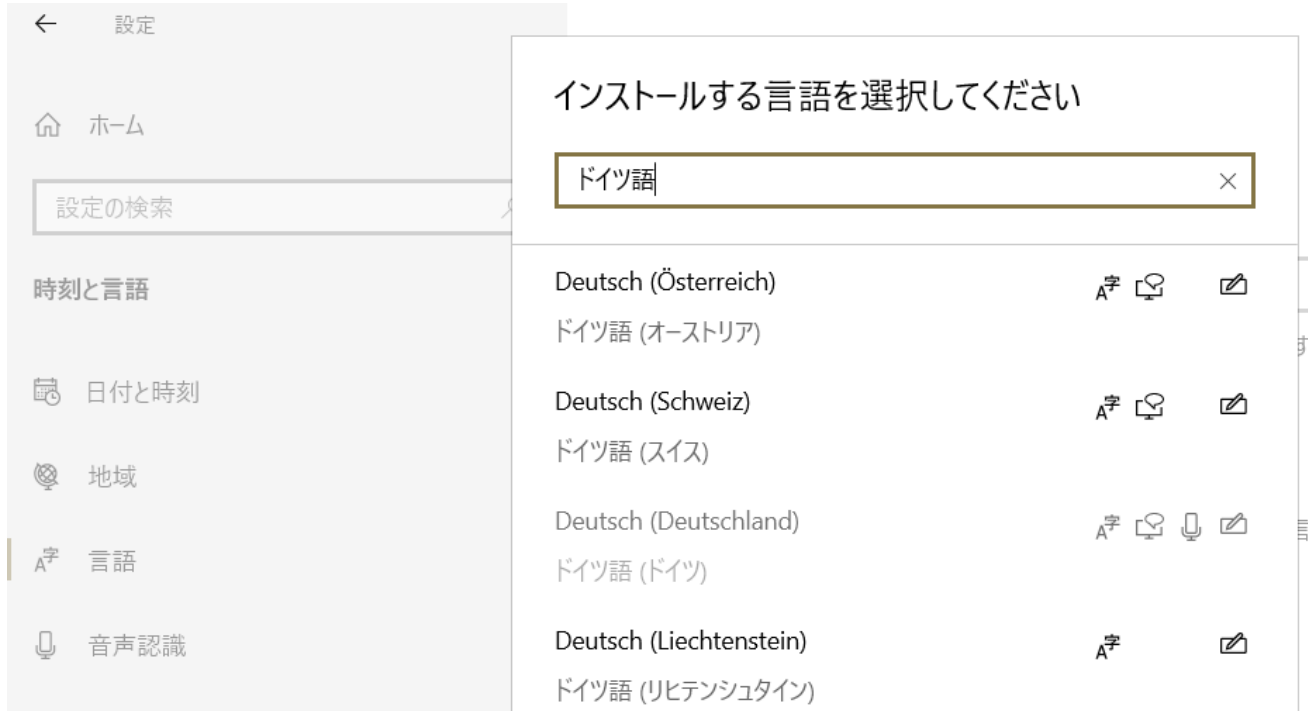 設定
ホーム
設定の検索
時刻と言語
日付と時刻
地域
言語
音声認識
インストールする言語を選択してください
ドイツ語
Deutsch (Österreich)
ドイツ語 (オーストリア)
Deutsch (Schweiz)
ドイツ語 (スイス)
Deutsch (Deutschland)
ドイツ語 (ドイツ)
Deutsch (Liechtenstein)
ドイツ語 (リヒテンシュタイン)